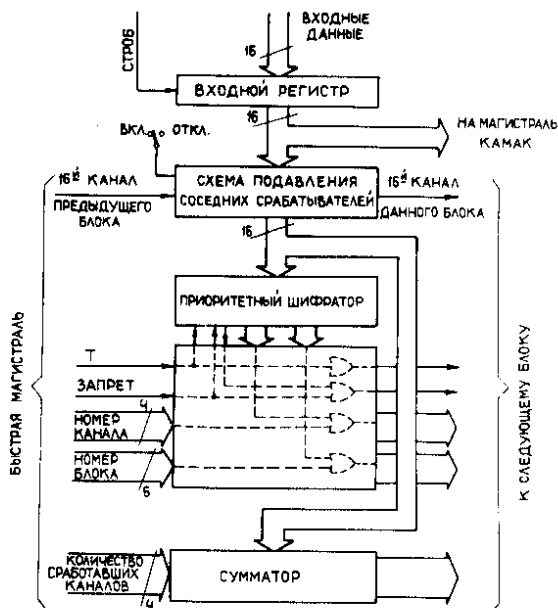 ВХОДНЫЕ
ДАННЫЕ
16
СТРОБ
ВХОДНОЙ РЕГИСТР
16
НА МАГИСТРАЛЬ
КАМАК
ВКЛ. ОТКЛ.
16й КАНАЛ
ПРЕДЫДУЩЕГО
БЛОКА
СХЕМА ПОДАВЛЕНИЯ
СОСЕДНИХ СРАБАТЫВАТЕЛЕЙ
16й КАНАЛ
ДАННОГО БЛОКА
16
ПРИОРИТЕТНЫЙ ШИФРАТОР
БЫСТРАЯ МАГИСТРАЛЬ
Т
ЗАПРЕТ
НОМЕР
КАНАЛА
4
НОМЕР
БЛОКА
6
К СЛЕДУЮЩЕМУ БЛОКУ
КОЛИЧЕСТВО
СРАБОТАВШИХ
КАНАЛОВ
4
СУММАТОР